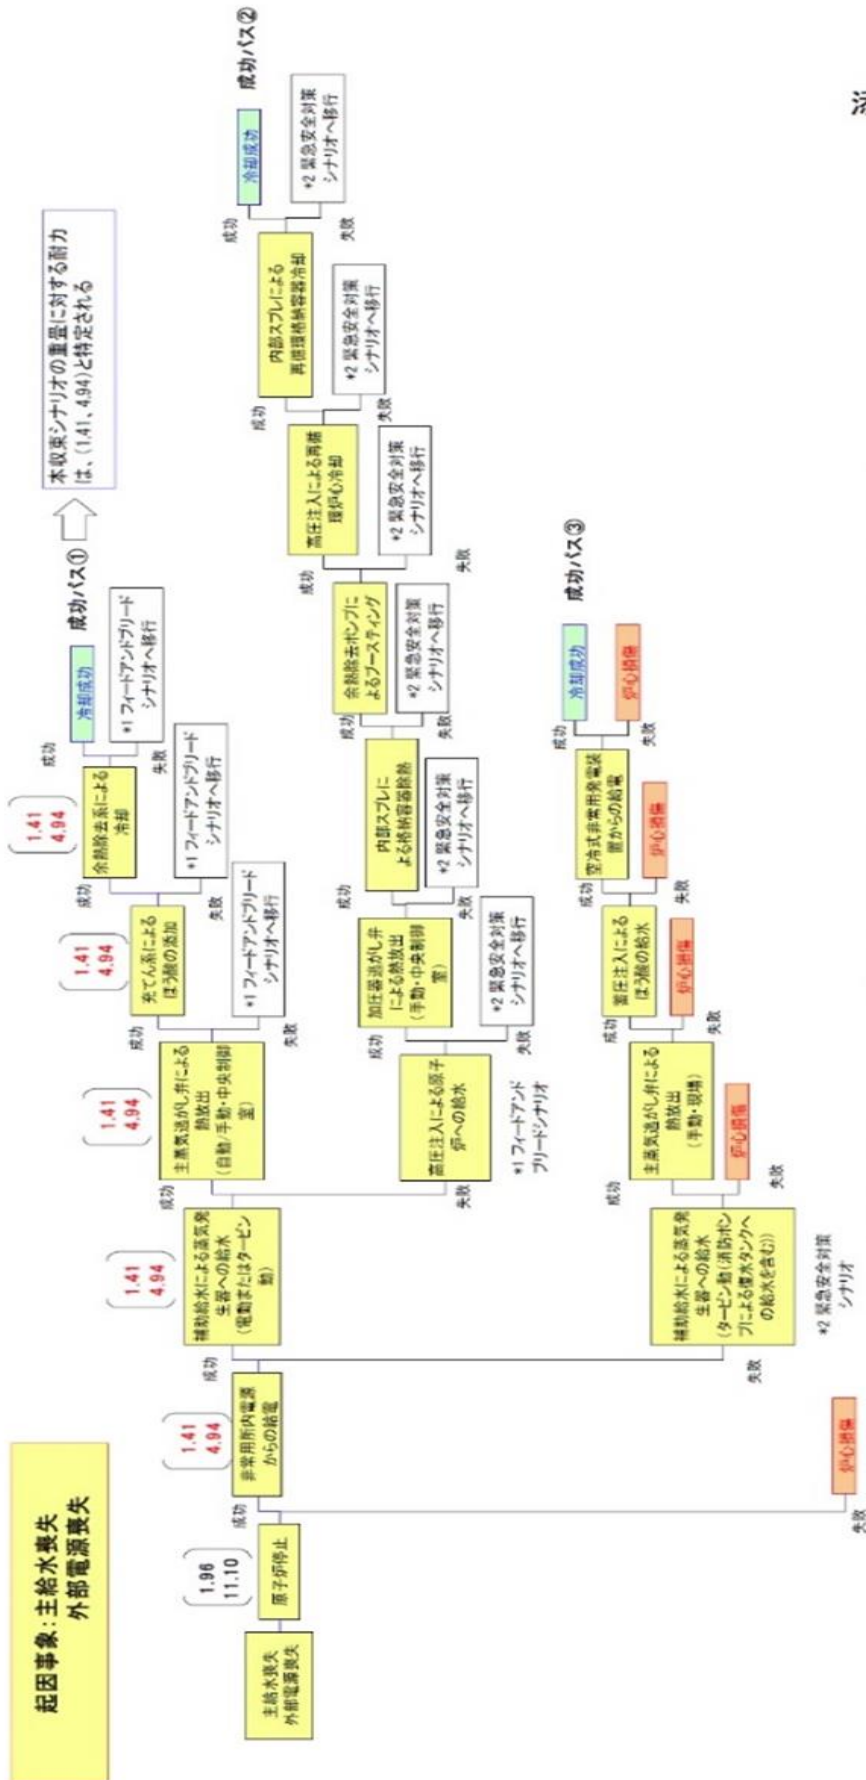 起因事象:主給水喪失
外部電源喪失
主給水喪失
外部電源喪失
1.96
11.10
原子炉停止
成功
失敗
炉心損傷
1.41
4.94
非常用所内電源
からの給電
成功
失敗
1.41
4.94
補助給水による蒸気発
生器への給水
(電動またはタービン
動)
成功
失敗
1.41
4.94
主蒸気逃がし弁による
熱放出
(自動/手動・中央制御
室)
成功
失敗
*1 フィードアンドブリード
シナリオへ移行
1.41
4.94
充てん系による
ほう酸の添加
成功
失敗
*1 フィードアンドブリード
シナリオへ移行
1.41
4.94
余熱除去系による
冷却
成功
失敗
*1 フィードアンドブリード
シナリオへ移行
冷却成功
成功パス①
本収束シナリオの重畳に対する耐力
は、(1.41、4.94)と特定される
高圧注入による原子
炉への給水
*1 フィードアンド
ブリードシナリオ
成功
失敗
*2 緊急安全対策
シナリオへ移行
加圧器逃がし弁
による熱放出
(手動・中央制御
室)
成功
失敗
*2 緊急安全対策
シナリオへ移行
内部スプレに
よる格納容器除熱
成功
失敗
*2 緊急安全対策
シナリオへ移行
余熱除去ポンプに
よるブースティング
成功
失敗
*2 緊急安全対策
シナリオへ移行
高圧注入による再循
環炉心冷却
成功
失敗
*2 緊急安全対策
シナリオへ移行
内部スプレによる
再循環格納容器冷却
成功
失敗
*2 緊急安全対策
シナリオへ移行
冷却成功
成功パス②
補助給水による蒸気発
生器への給水
(タービン動(消防ポン
プによる復水タンクへ
の給水を含む))
*2 緊急安全対策
シナリオ
成功
失敗
炉心損傷
主蒸気逃がし弁による
熱放出
(手動・現場)
成功
失敗
炉心損傷
蓄圧注入による
ほう酸の給水
成功
失敗
炉心損傷
空冷式非常用発電装
置からの給電
成功
失敗
炉心損傷
冷却成功
成功パス③